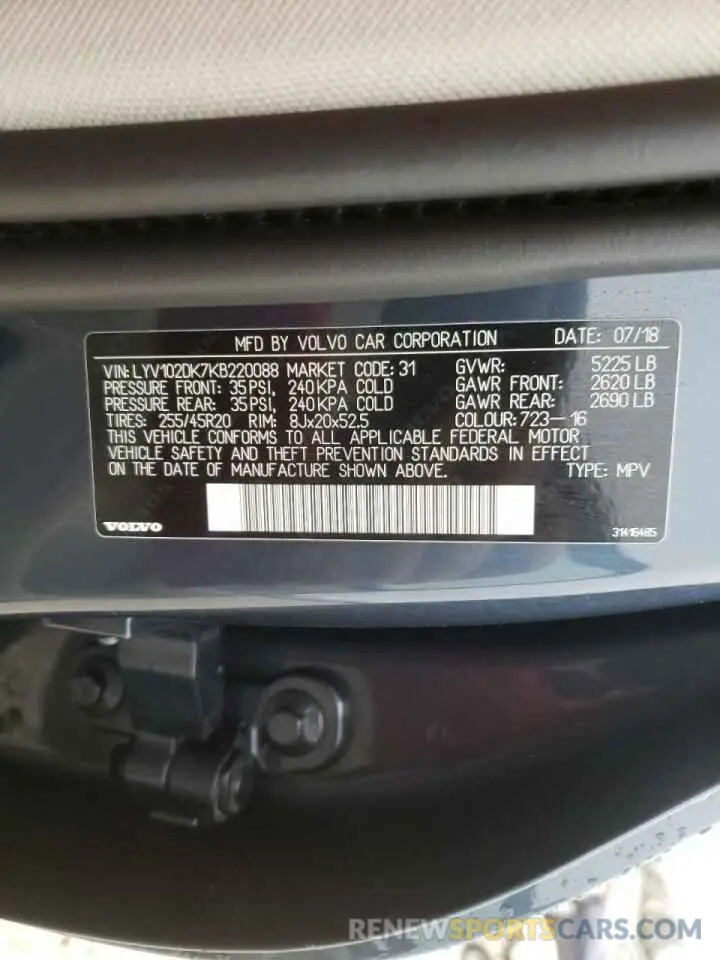 MFD BY VOLVO CAR CORPORATION DATE: 07/18
VIN: LYV102DK7KB220088 MARKET CODE: 31 GVWR: 5225 LB
PRESSURE FRONT: 35 PSI, 240 KPA COLD GAWR FRONT: 2620 LB
PRESSURE REAR: 35 PSI, 240 KPA COLD GAWR REAR: 2690 LB
TIRES: 255/45R20 RIM: 8Jx20x52.5 COLOUR: 723-16
THIS VEHICLE CONFORMS TO ALL APPLICABLE FEDERAL MOTOR
VEHICLE SAFETY AND THEFT PREVENTION STANDARDS IN EFFECT
ON THE DATE OF MANUFACTURE SHOWN ABOVE. TYPE: MPV
VOLVO 31416485
RENEWSPORTSCARS.COM